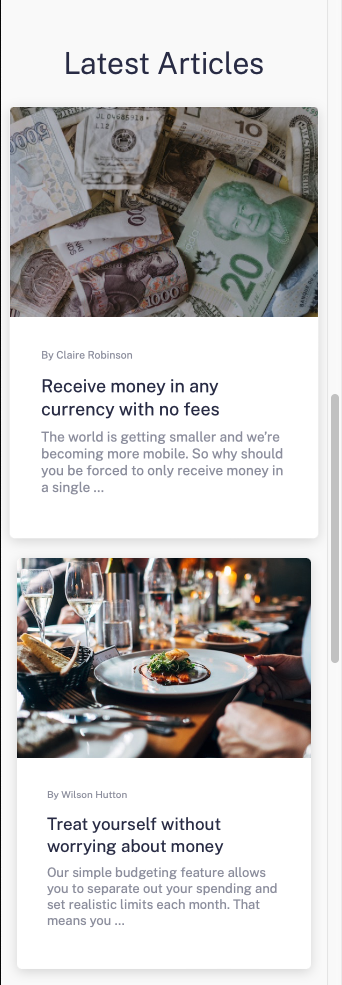 Latest Articles
10
20
1000
By Claire Robinson
Receive money in any
currency with no fees
The world is getting smaller and we're
becoming more mobile. So why should
you be forced to only receive money in
a single ...
By Wilson Hutton
Treat yourself without
worrying about money
Our simple budgeting feature allows
you to separate out your spending and
set realistic limits each month. That
means you ...